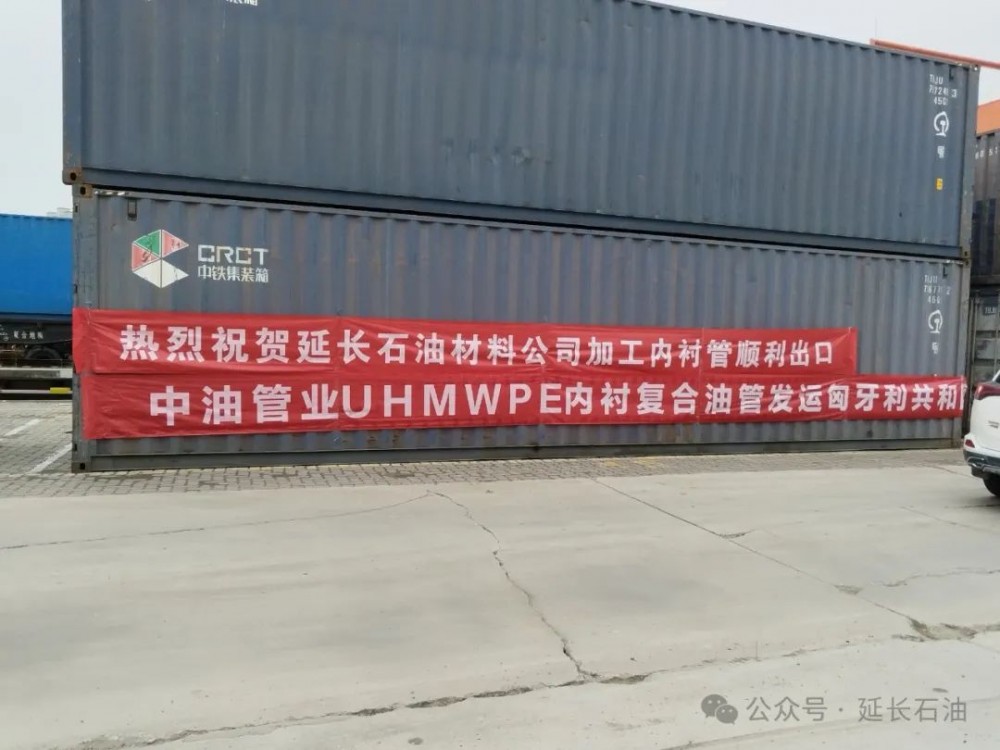 CRCT
中铁集装箱
热烈祝贺延长石油材料公司加工内衬管顺利出口
中油管业UHMWPE内衬复合油管发运匈牙利共和
公众号 · 延长石油